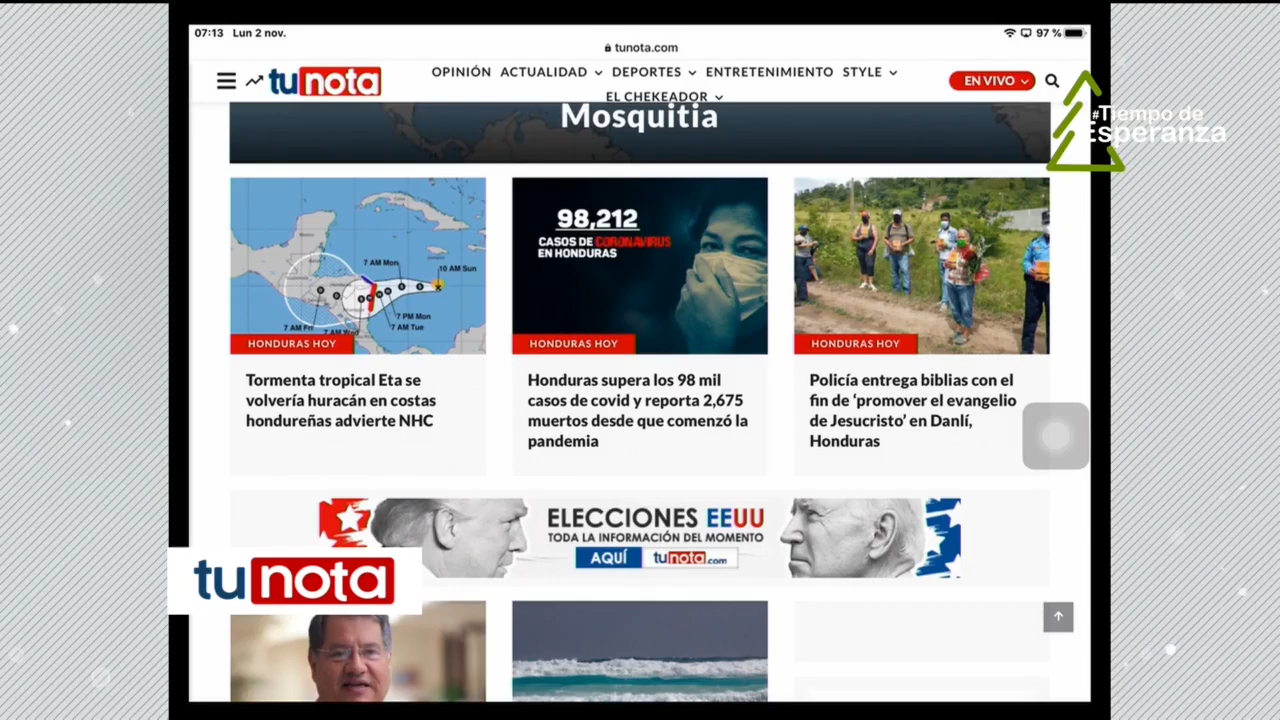 07:13 Lun 2 nov.
97 %
tunota.com
tunota
OPINIÓN ACTUALIDAD DEPORTES ENTRETENIMIENTO STYLE
EL CHEKEADOR
EN VIVO
#Tiempo de
Esperanza
Mosquitia
10 AM Sun
7 AM Mon
7 PM Mon
7 AM Tue
7 AM Wed
7 AM Fri
HONDURAS HOY
Tormenta tropical Eta se
volvería huracán en costas
hondureñas advierte NHC
98,212
CASOS DE CORONAVIRUS
EN HONDURAS
HONDURAS HOY
Honduras supera los 98 mil
casos de covid y reporta 2,675
muertos desde que comenzó la
pandemia
HONDURAS HOY
Policía entrega biblias con el
fin de ‘promover el evangelio
de Jesucristo’ en Danlí,
Honduras
ELECCIONES EEUU
TODA LA INFORMACIÓN DEL MOMENTO
AQUÍ tunota.com
tunota